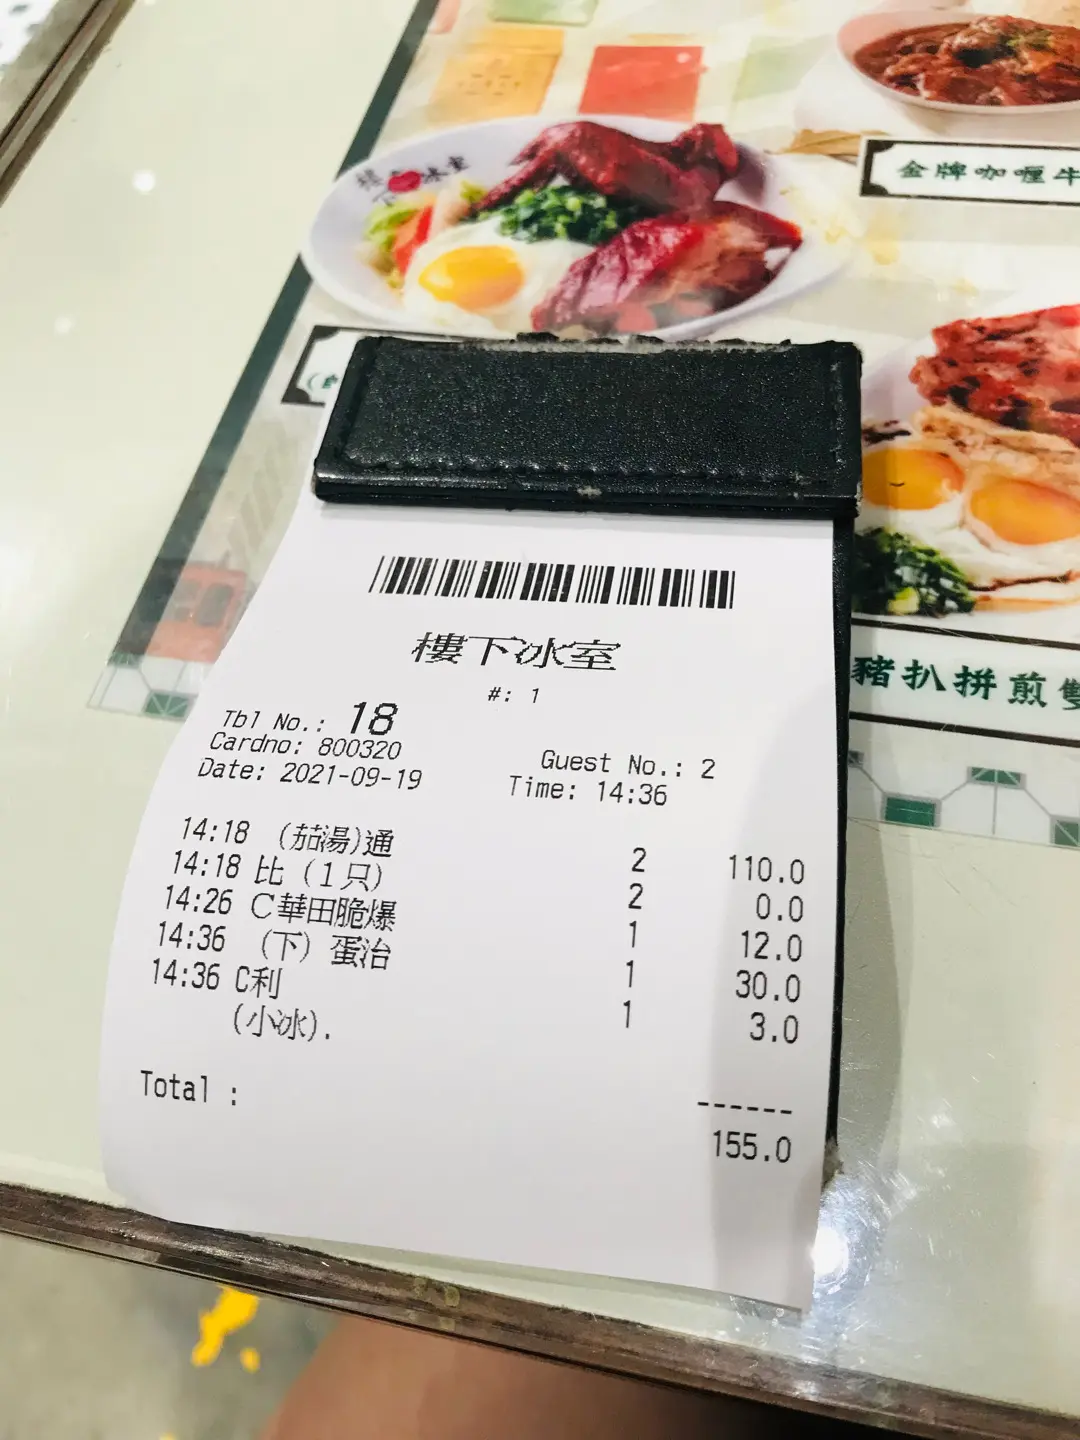 樓下冰室
金牌咖喱牛
豬扒拼煎雙
樓下冰室
#: 1
Tbl No.: 18
Cardno: 800320 Guest No.: 2
Date: 2021-09-19 Time: 14:36
14:18 (茄湯)通 2 110.0
14:18 比(1只) 2 0.0
14:26 C華田脆爆 1 12.0
14:36 (下) 蛋治 1 30.0
14:36 C利 1 3.0
(小冰).
Total :
------
155.0